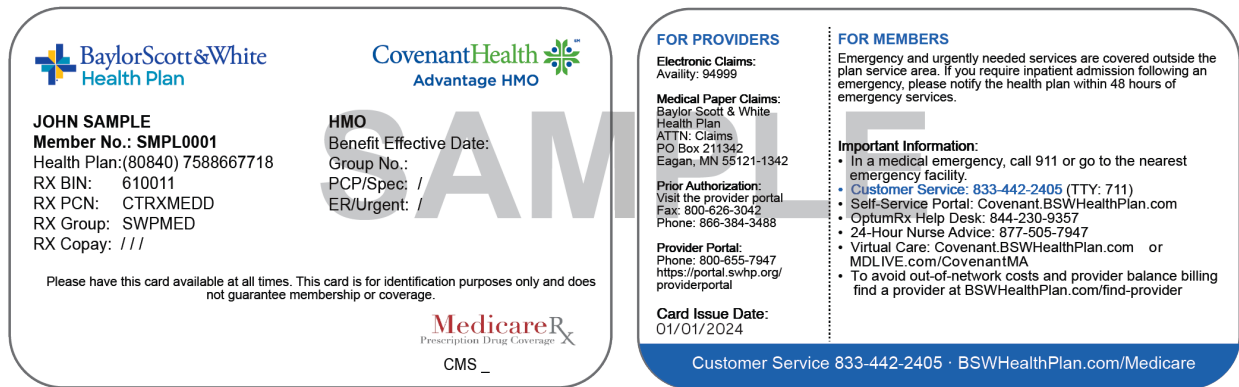 BaylorScott&White
Health Plan
CovenantHealth SM
Advantage HMO
JOHN SAMPLE
Member No.: SMPL0001
Health Plan:(80840) 7588667718
RX BIN: 610011
RX PCN: CTRXMEDD
RX Group: SWPMED
RX Copay: / / /
HMO
Benefit Effective Date:
Group No.:
PCP/Spec: /
ER/Urgent: /
Please have this card available at all times. This card is for identification purposes only and does
not guarantee membership or coverage.
MedicareRx
Prescription Drug Coverage
CMS _
SAMPLE
FOR PROVIDERS
Electronic Claims:
Availity: 94999
Medical Paper Claims:
Baylor Scott & White
Health Plan
ATTN: Claims
PO Box 211342
Eagan, MN 55121-1342
Prior Authorization:
Visit the provider portal
Fax: 800-626-3042
Phone: 866-384-3488
Provider Portal:
Phone: 800-655-7947
https://portal.swhp.org/
providerportal
Card Issue Date:
01/01/2024
FOR MEMBERS
Emergency and urgently needed services are covered outside the
plan service area. If you require inpatient admission following an
emergency, please notify the health plan within 48 hours of
emergency services.
Important Information:
• In a medical emergency, call 911 or go to the nearest
emergency facility.
• Customer Service: 833-442-2405 (TTY: 711)
• Self-Service Portal: Covenant.BSWHealthPlan.com
• OptumRx Help Desk: 844-230-9357
• 24-Hour Nurse Advice: 877-505-7947
• Virtual Care: Covenant.BSWHealthPlan.com or
MDLIVE.com/CovenantMA
• To avoid out-of-network costs and provider balance billing
find a provider at BSWHealthPlan.com/find-provider
Customer Service 833-442-2405 · BSWHealthPlan.com/Medicare